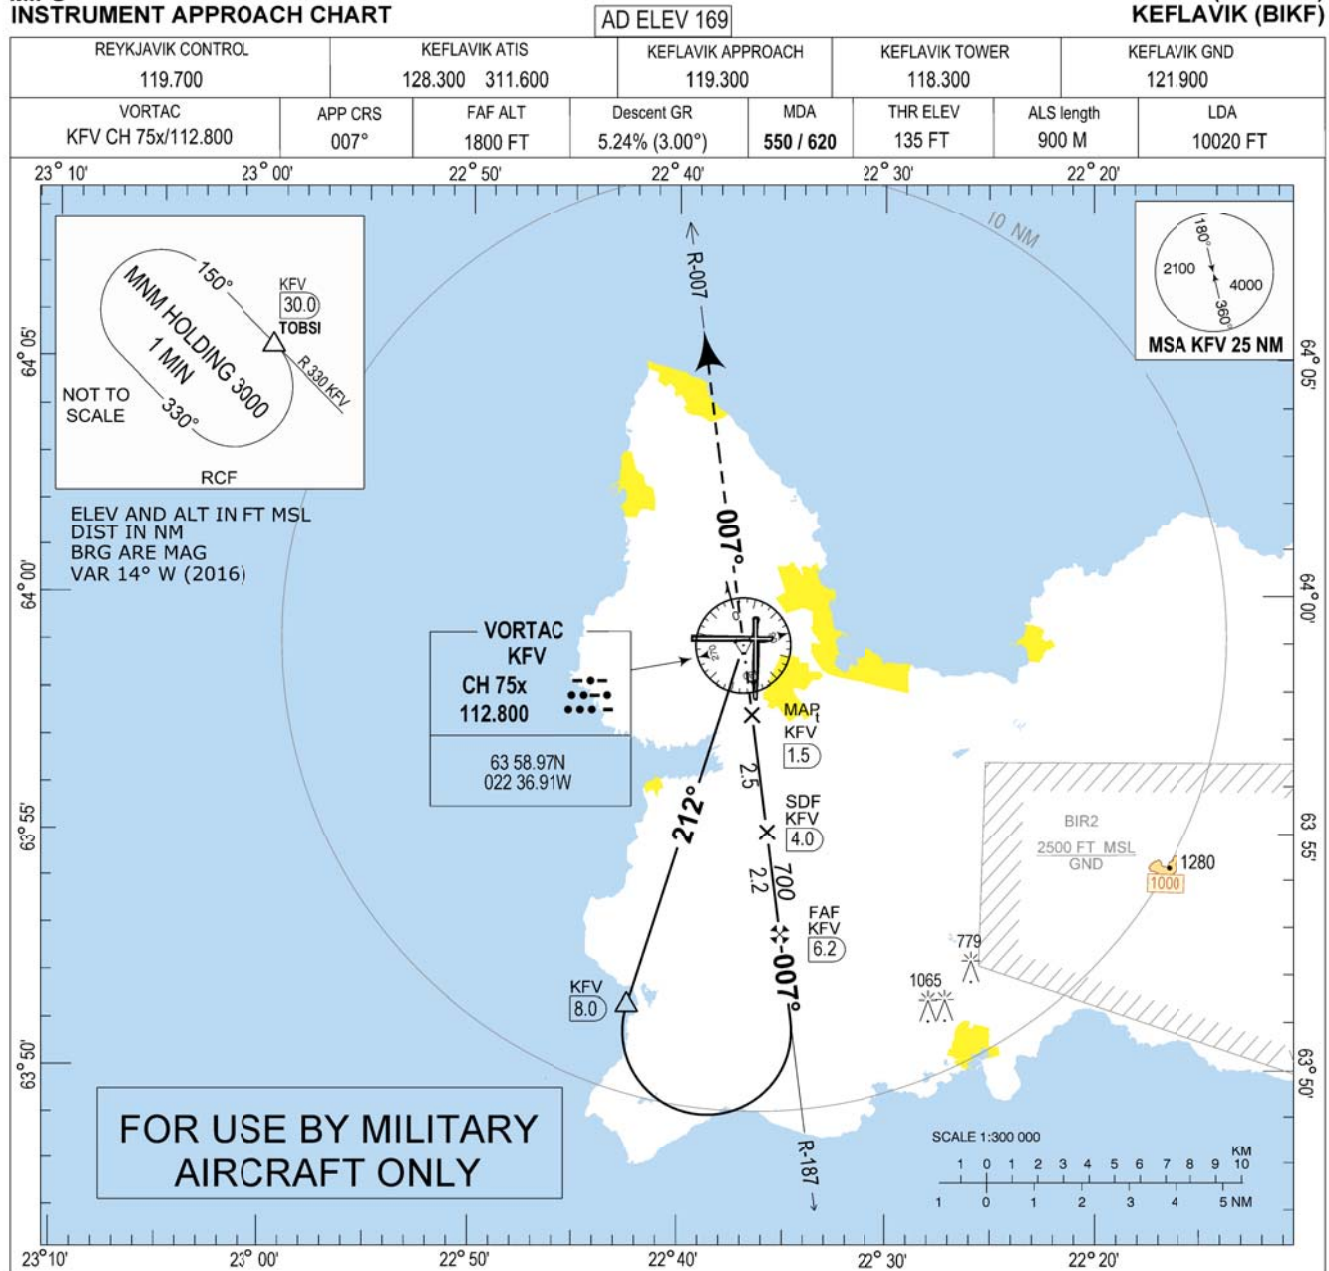 INSTRUMENT APPROACH CHART
AD ELEV 169
KEFLAVIK (BIKF)
REYKJAVIK CONTROL
119.700
KEFLAVIK ATIS
128.300 311.600
KEFLAVIK APPROACH
119.300
KEFLAVIK TOWER
118.300
KEFLAVIK GND
121.900
VORTAC
KFV CH 75x/112.800
APP CRS
007°
FAF ALT
1800 FT
Descent GR
5.24% (3.00°)
MDA
550 / 620
THR ELEV
135 FT
ALS length
900 M
LDA
10020 FT
23° 10'
23° 00'
22° 50'
22° 40'
22° 30'
22° 20'
10 NM
150°
MNM HOLDING 3000
1 MIN
330°
KFV
30.0
TOBSI
R 330 KFV
NOT TO
SCALE
RCF
R-007
180°
2100
4000
360°
MSA KFV 25 NM
64° 05'
64° 05'
ELEV AND ALT IN FT MSL
DIST IN NM
BRG ARE MAG
VAR 14° W (2016)
007°
64° 00'
64° 00'
VORTAC
KFV
CH 75x
112.800
63 58.97N
022 36.91W
0
270
MAPt
KFV
1.5
2.5
212°
SDF
KFV
4.0
63° 55'
63° 55'
BIR2
2500 FT MSL
GND
1280
1000
700
2.2
FAF
KFV
6.2
779
1065
007°
KFV
8.0
63° 50'
63° 50'
R-187
FOR USE BY MILITARY
AIRCRAFT ONLY
SCALE 1:300 000
KM
1 0 1 2 3 4 5 6 7 8 9 10
1 0 1 2 3 4 5 NM
23°10'
23° 00'
22° 50'
22° 40'
22° 30'
22° 20'